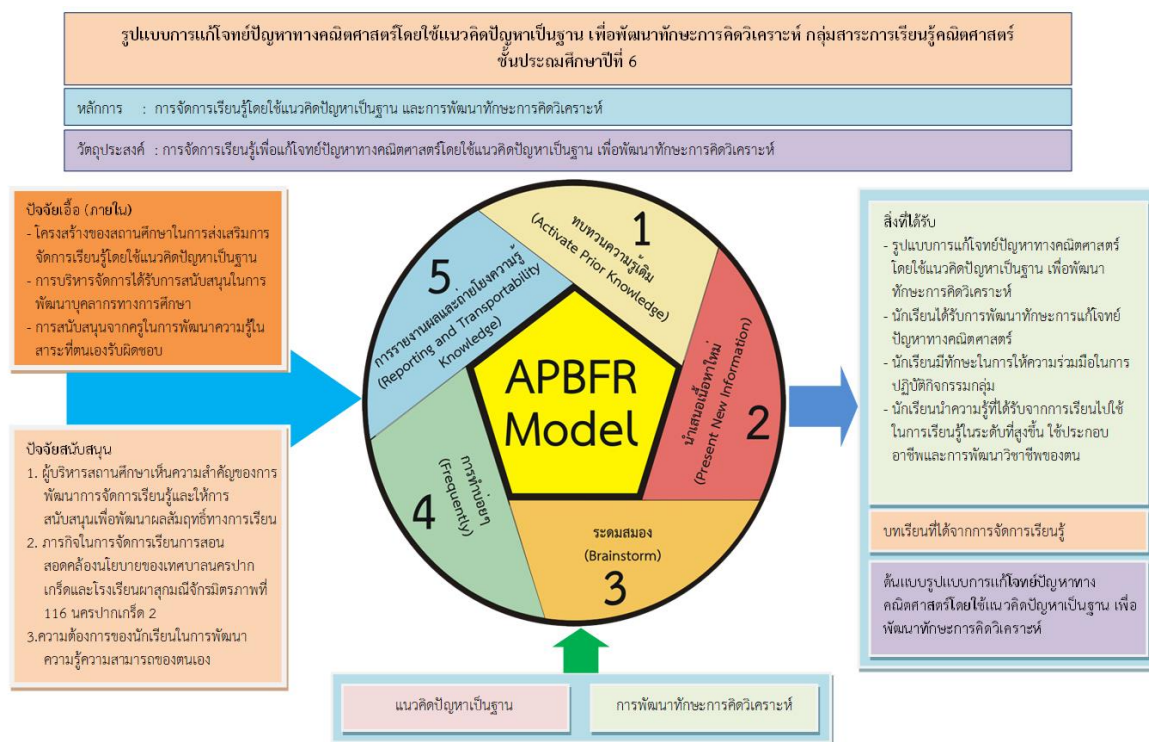 รูปแบบการแก้โจทย์ปัญหาทางคณิตศาสตร์โดยใช้แนวคิดปัญหาเป็นฐาน เพื่อพัฒนาทักษะการคิดวิเคราะห์ กลุ่มสาระการเรียนรู้คณิตศาสตร์
ชั้นประถมศึกษาปีที่ 6
หลักการ : การจัดการเรียนรู้โดยใช้แนวคิดปัญหาเป็นฐาน และการพัฒนาทักษะการคิดวิเคราะห์
วัตถุประสงค์ : การจัดการเรียนรู้เพื่อแก้โจทย์ปัญหาทางคณิตศาสตร์โดยใช้แนวคิดปัญหาเป็นฐาน เพื่อพัฒนาทักษะการคิดวิเคราะห์
ปัจจัยเอื้อ (ภายใน)
- โครงสร้างของสถานศึกษาในการส่งเสริมการ
จัดการเรียนรู้โดยใช้แนวคิดปัญหาเป็นฐาน
- การบริหารจัดการได้รับการสนับสนุนในการ
พัฒนาบุคลากรทางการศึกษา
- การสนับสนุนจากครูในการพัฒนาความรู้ใน
สาระที่ตนเองรับผิดชอบ
ปัจจัยสนับสนุน
1. ผู้บริหารสถานศึกษาเห็นความสำคัญของการ
พัฒนาการจัดการเรียนรู้และให้การ
สนับสนุนเพื่อพัฒนาผลสัมฤทธิ์ทางการเรียน
2. ภารกิจในการจัดการเรียนการสอน
สอดคล้องนโยบายของเทศบาลนครปาก
เกร็ดและโรงเรียนผาสุกมณีจักรมิตรภาพที่
116 นครปากเกร็ด 2
3.ความต้องการของนักเรียนในการพัฒนา
ความรู้ความสามารถของตนเอง
1
ทบทวนความรู้เดิม
(Activate Prior Knowledge)
2
นำเสนอเนื้อหาใหม่
(Present New Information)
ระดมสมอง
(Brainstorm)
3
4
การทำบ่อยๆ
(Frequently)
5
การรายงานผลและถ่ายโยงความรู้
(Reporting and Transportability
Knowledge)
APBFR
Model
แนวคิดปัญหาเป็นฐาน
การพัฒนาทักษะการคิดวิเคราะห์
สิ่งที่ได้รับ
- รูปแบบการแก้โจทย์ปัญหาทางคณิตศาสตร์
โดยใช้แนวคิดปัญหาเป็นฐาน เพื่อพัฒนา
ทักษะการคิดวิเคราะห์
- นักเรียนได้รับการพัฒนาทักษะการแก้โจทย์
ปัญหาทางคณิตศาสตร์
- นักเรียนมีทักษะในการให้ความร่วมมือในการ
ปฏิบัติกิจกรรมกลุ่ม
- นักเรียนนำความรู้ที่ได้รับจากการเรียนไปใช้
ในการเรียนรู้ในระดับที่สูงขึ้น ใช้ประกอบ
อาชีพและการพัฒนาวิชาชีพของตน
บทเรียนที่ได้จากการจัดการเรียนรู้
ต้นแบบรูปแบบการแก้โจทย์ปัญหาทาง
คณิตศาสตร์โดยใช้แนวคิดปัญหาเป็นฐาน เพื่อ
พัฒนาทักษะการคิดวิเคราะห์